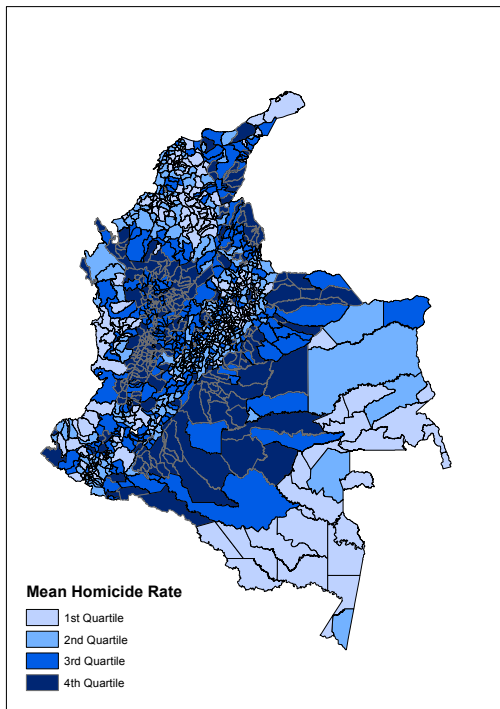 Mean Homicide Rate
1st Quartile
2nd Quartile
3rd Quartile
4th Quartile